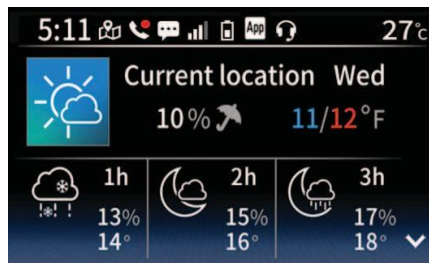 5:11 App 27°c
Current location Wed
10% 11/12°F
1h 2h 3h
13% 15% 17%
14° 16° 18°